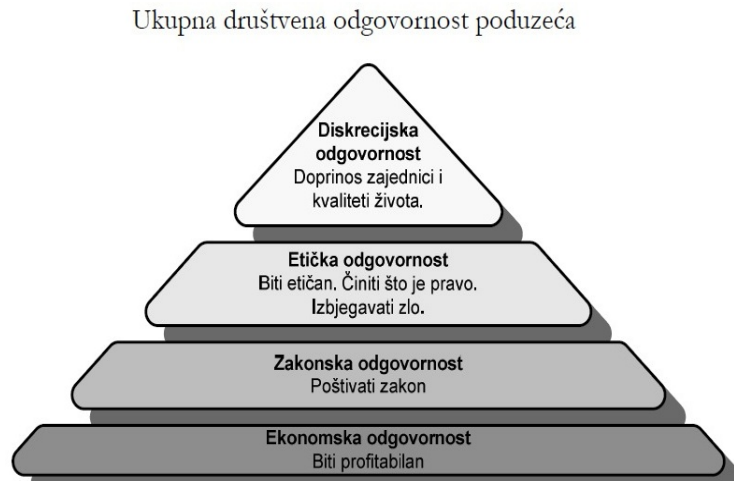 Ukupna društvena odgovornost poduzeća
Diskrecijska
odgovornost
Doprinos zajednici i
kvaliteti života.
Etička odgovornost
Biti etičan. Činiti što je pravo.
Izbjegavati zlo.
Zakonska odgovornost
Poštivati zakon
Ekonomska odgovornost
Biti profitabilan